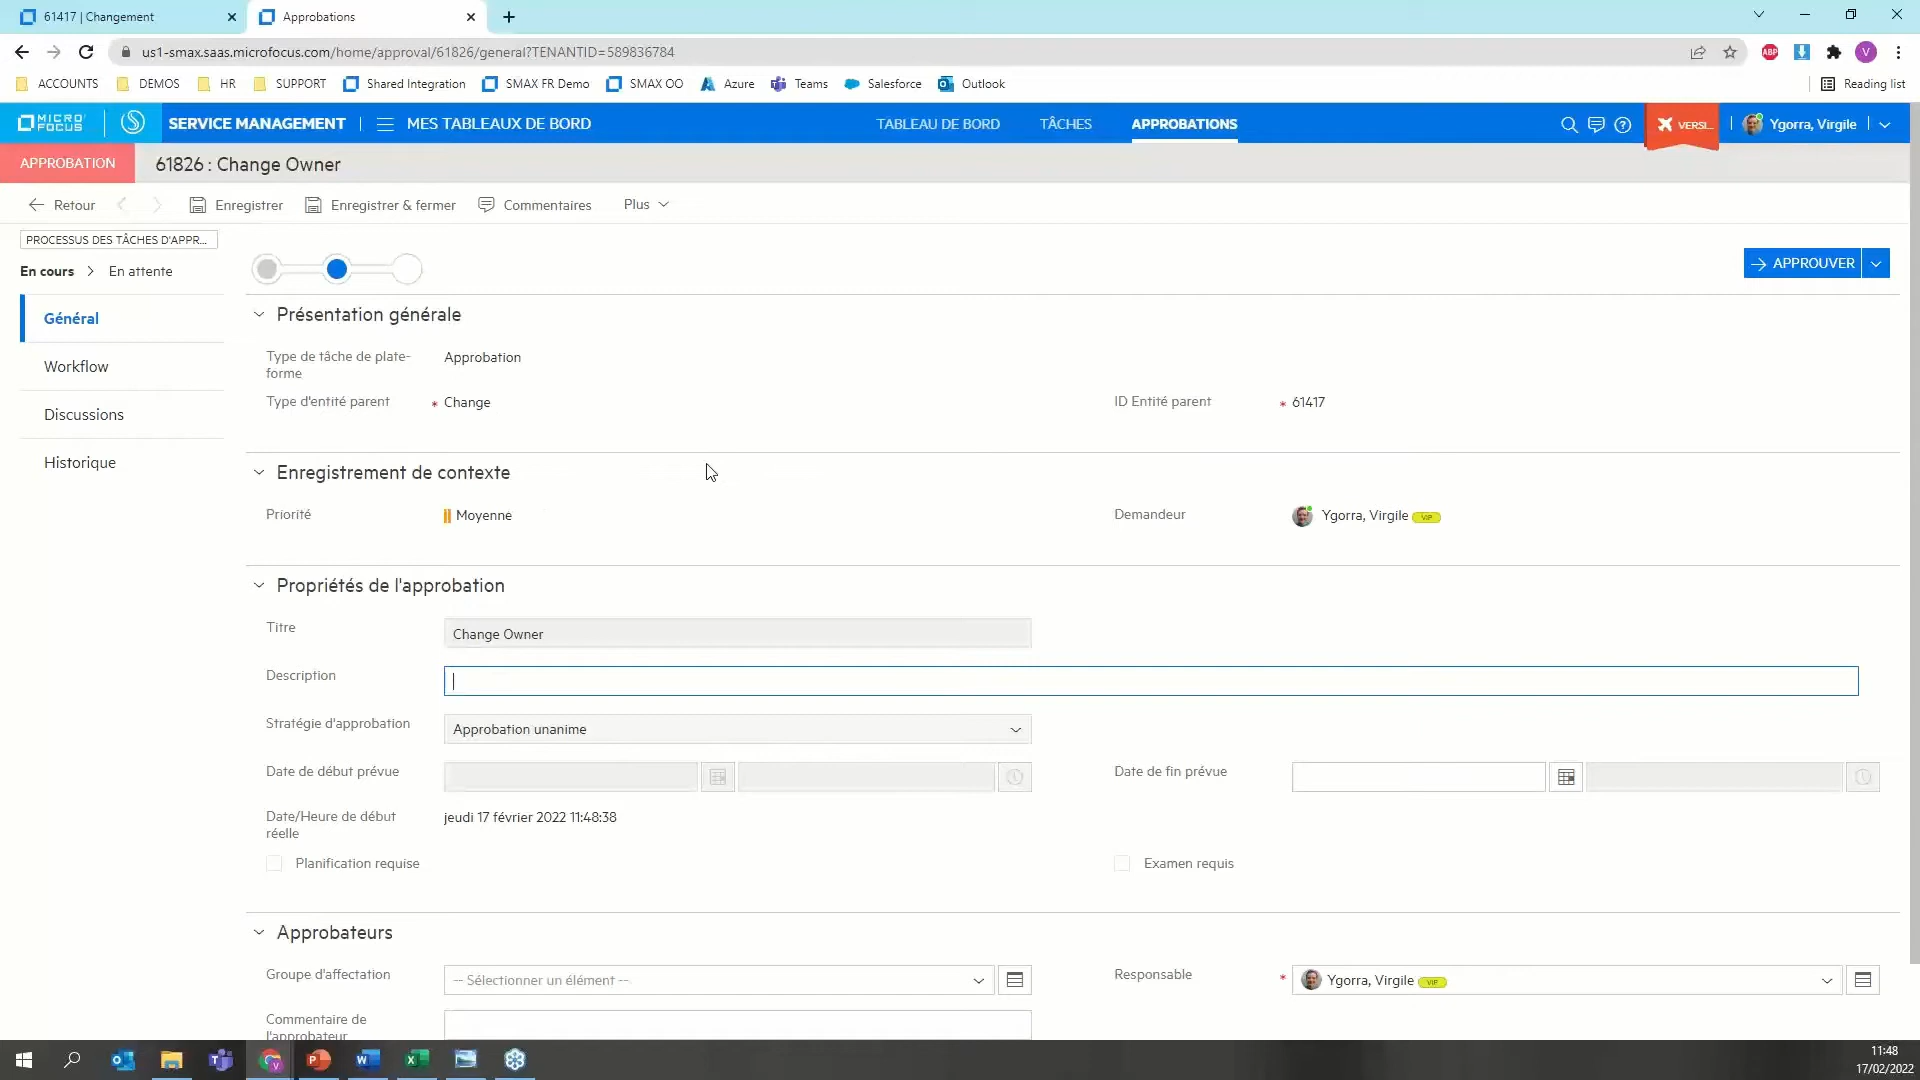 61417 | Changement
Approbations
us1-smax.saas.microfocus.com/home/approval/61826/general?TENANTID=589836784
ABP
V
ACCOUNTS
DEMOS
HR
SUPPORT
Shared Integration
SMAX FR Demo
SMAX OO
Azure
Teams
Salesforce
Outlook
Reading list
MICRO FOCUS
SERVICE MANAGEMENT
MES TABLEAUX DE BORD
TABLEAU DE BORD
TÂCHES
APPROBATIONS
VERSI...
Ygorra, Virgile
APPROBATION
61826 : Change Owner
Retour
Enregistrer
Enregistrer & fermer
Commentaires
Plus
PROCESSUS DES TÂCHES D'APPR...
En cours > En attente
APPROUVER
Général
Workflow
Discussions
Historique
Présentation générale
Type de tâche de plate-
forme
Approbation
Type d'entité parent
* Change
ID Entité parent
* 61417
Enregistrement de contexte
Priorité
Moyenne
Demandeur
Ygorra, Virgile VIP
Propriétés de l'approbation
Titre
Change Owner
Description
Stratégie d'approbation
Approbation unanime
Date de début prévue
Date de fin prévue
Date/Heure de début
réelle
jeudi 17 février 2022 11:48:38
Planification requise
Examen requis
Approbateurs
Groupe d'affectation
-- Sélectionner un élément --
Responsable
* Ygorra, Virgile VIP
Commentaire de
l'approbateur
11:48
17/02/2022